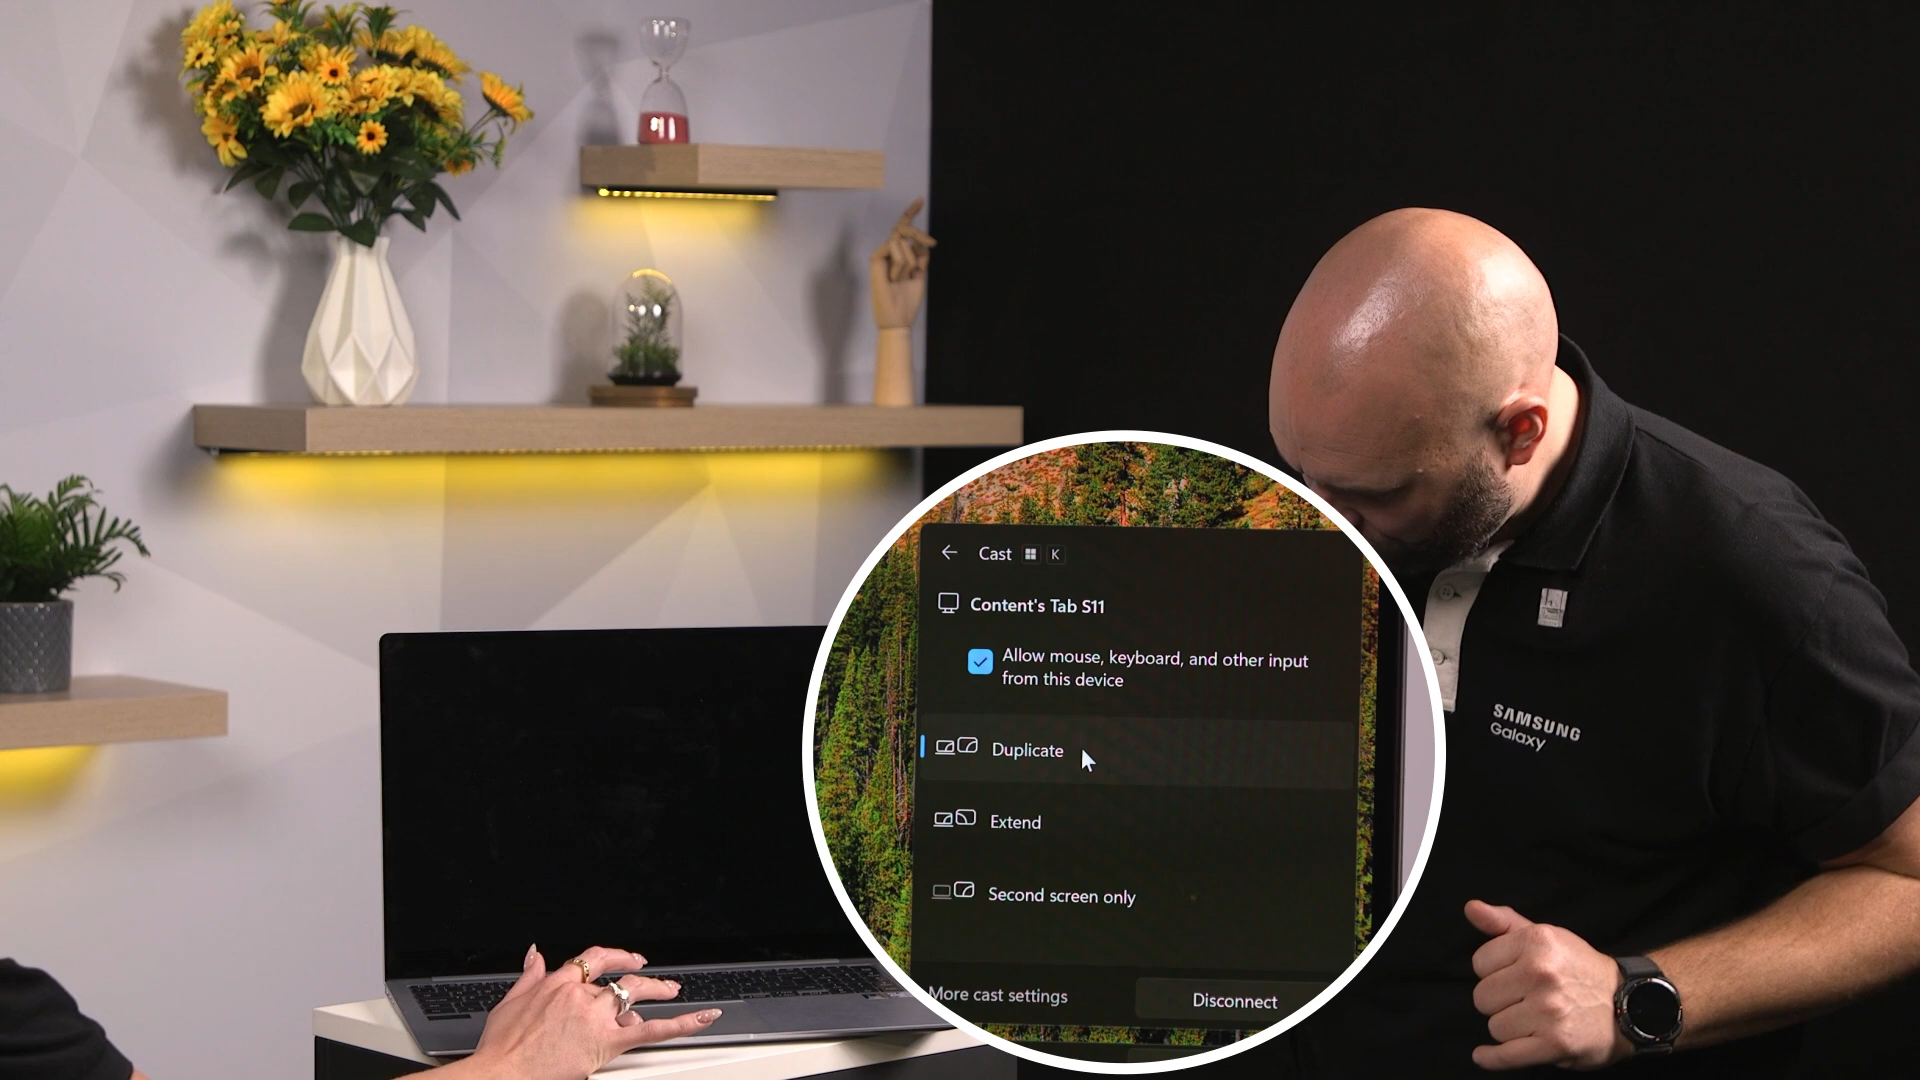 Cast K
Content's Tab S11
Allow mouse, keyboard, and other input
from this device
Duplicate
Extend
Second screen only
More cast settings
Disconnect
SAMSUNG
Galaxy